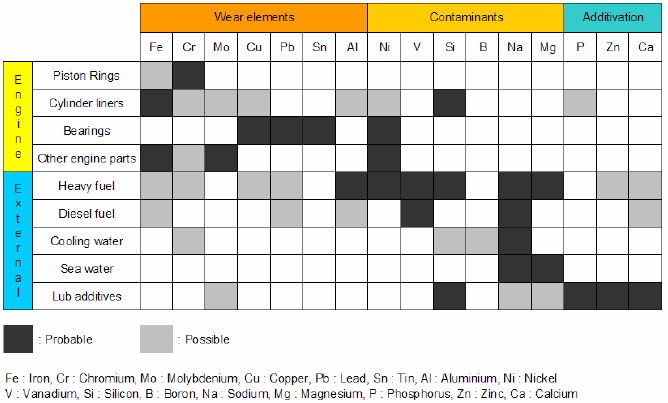 Wear elements Contaminants Additivation
Fe Cr Mo Cu Pb Sn Al Ni V Si B Na Mg P Zn Ca
Engine
Piston Rings
Cylinder liners
Bearings
Other engine parts
External
Heavy fuel
Diesel fuel
Cooling water
Sea water
Lub additives
: Probable : Possible
Fe : Iron, Cr : Chromium, Mo : Molybdenium, Cu : Copper, Pb : Lead, Sn : Tin, Al : Aluminium, Ni : Nickel
V : Vanadium, Si : Silicon, B : Boron, Na : Sodium, Mg : Magnesium, P : Phosphorus, Zn : Zinc, Ca : Calcium